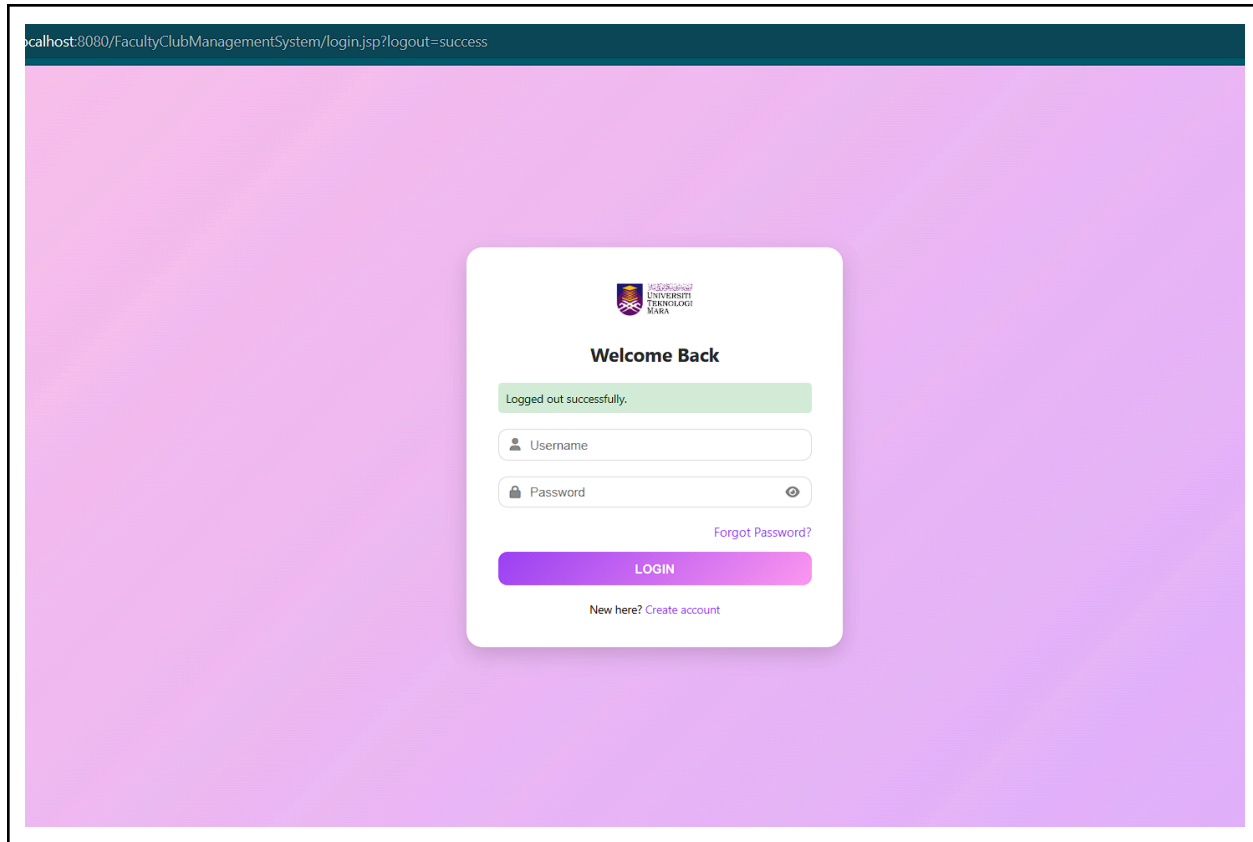 ocalhost:8080/FacultyClubManagementSystem/login.jsp?logout=success
UNIVERSITI
TEKNOLOGI
MARA
Welcome Back
Logged out successfully.
Username
Password
Forgot Password?
LOGIN
New here? Create account